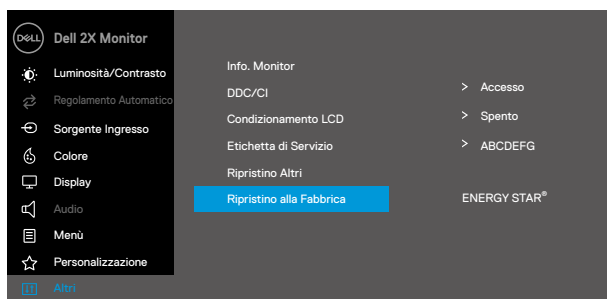 DELL
Dell 2X Monitor
Luminosità/Contrasto
Regolamento Automatico
Sorgente Ingresso
Colore
Display
Audio
Menù
Personalizzazione
Altri
Info. Monitor
DDC/CI
> Accesso
Condizionamento LCD
> Spento
Etichetta di Servizio
> ABCDEFG
Ripristino Altri
Ripristino alla Fabbrica
ENERGY STAR®